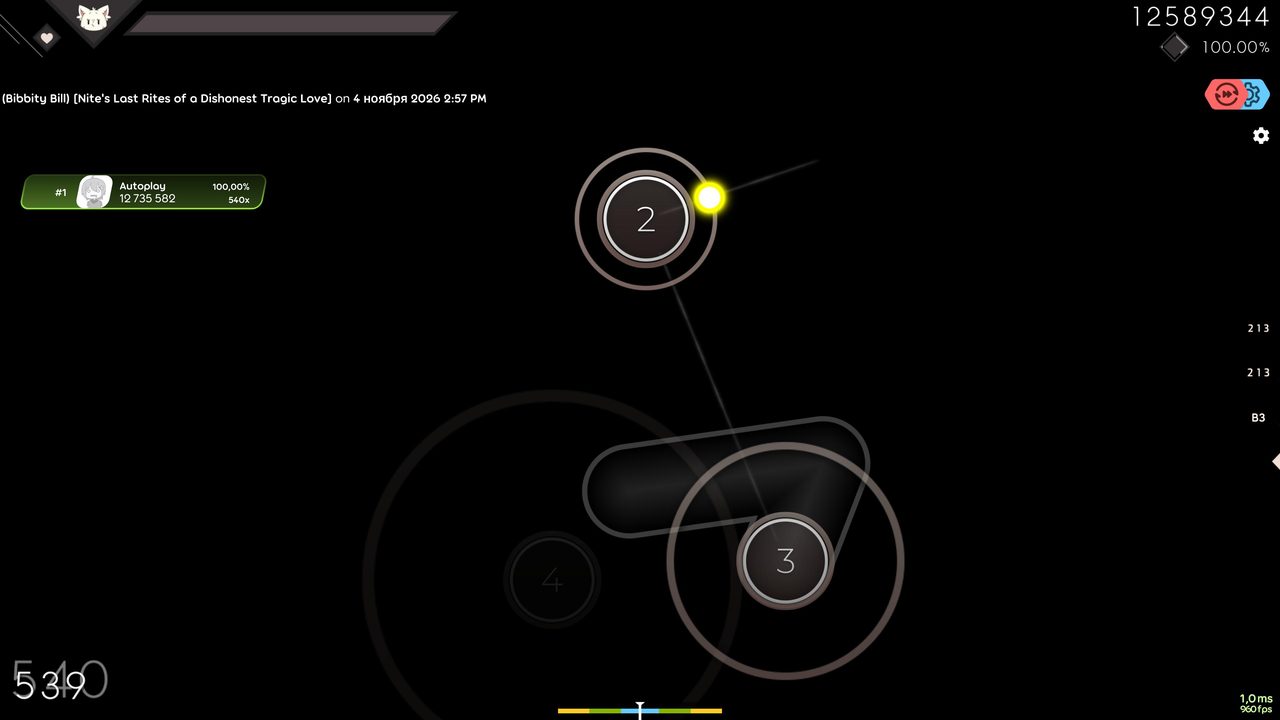 12589344
100.00%
(Bibbity Bill) [Nite's Last Rites of a Dishonest Tragic Love] on 4 ноября 2026 2:57 PM
#1
Autoplay
100,00%
12 735 582
540x
2
213
213
B3
3
4
540
539
1,0 ms
960 fps